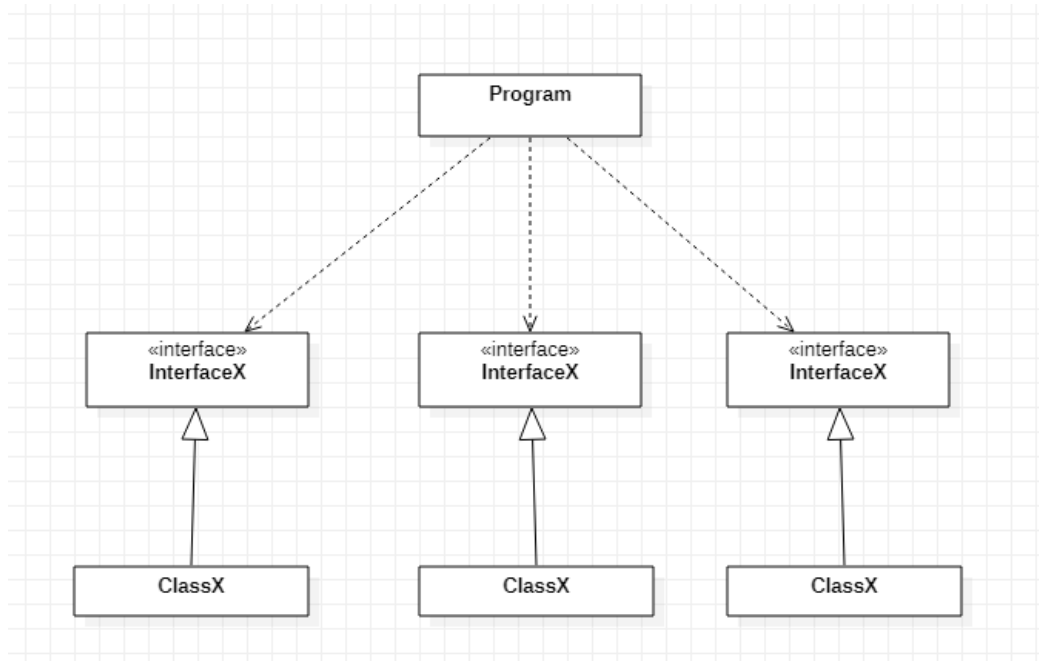 Program
«interface»
InterfaceX
«interface»
InterfaceX
«interface»
InterfaceX
ClassX
ClassX
ClassX